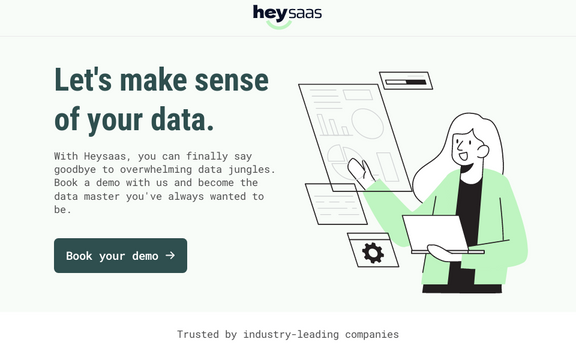 heysaas
Let's make sense
of your data.
With Heysaas, you can finally say
goodbye to overwhelming data jungles.
Book a demo with us and become the
data master you've always wanted to
be.
Book your demo →
Trusted by industry-leading companies